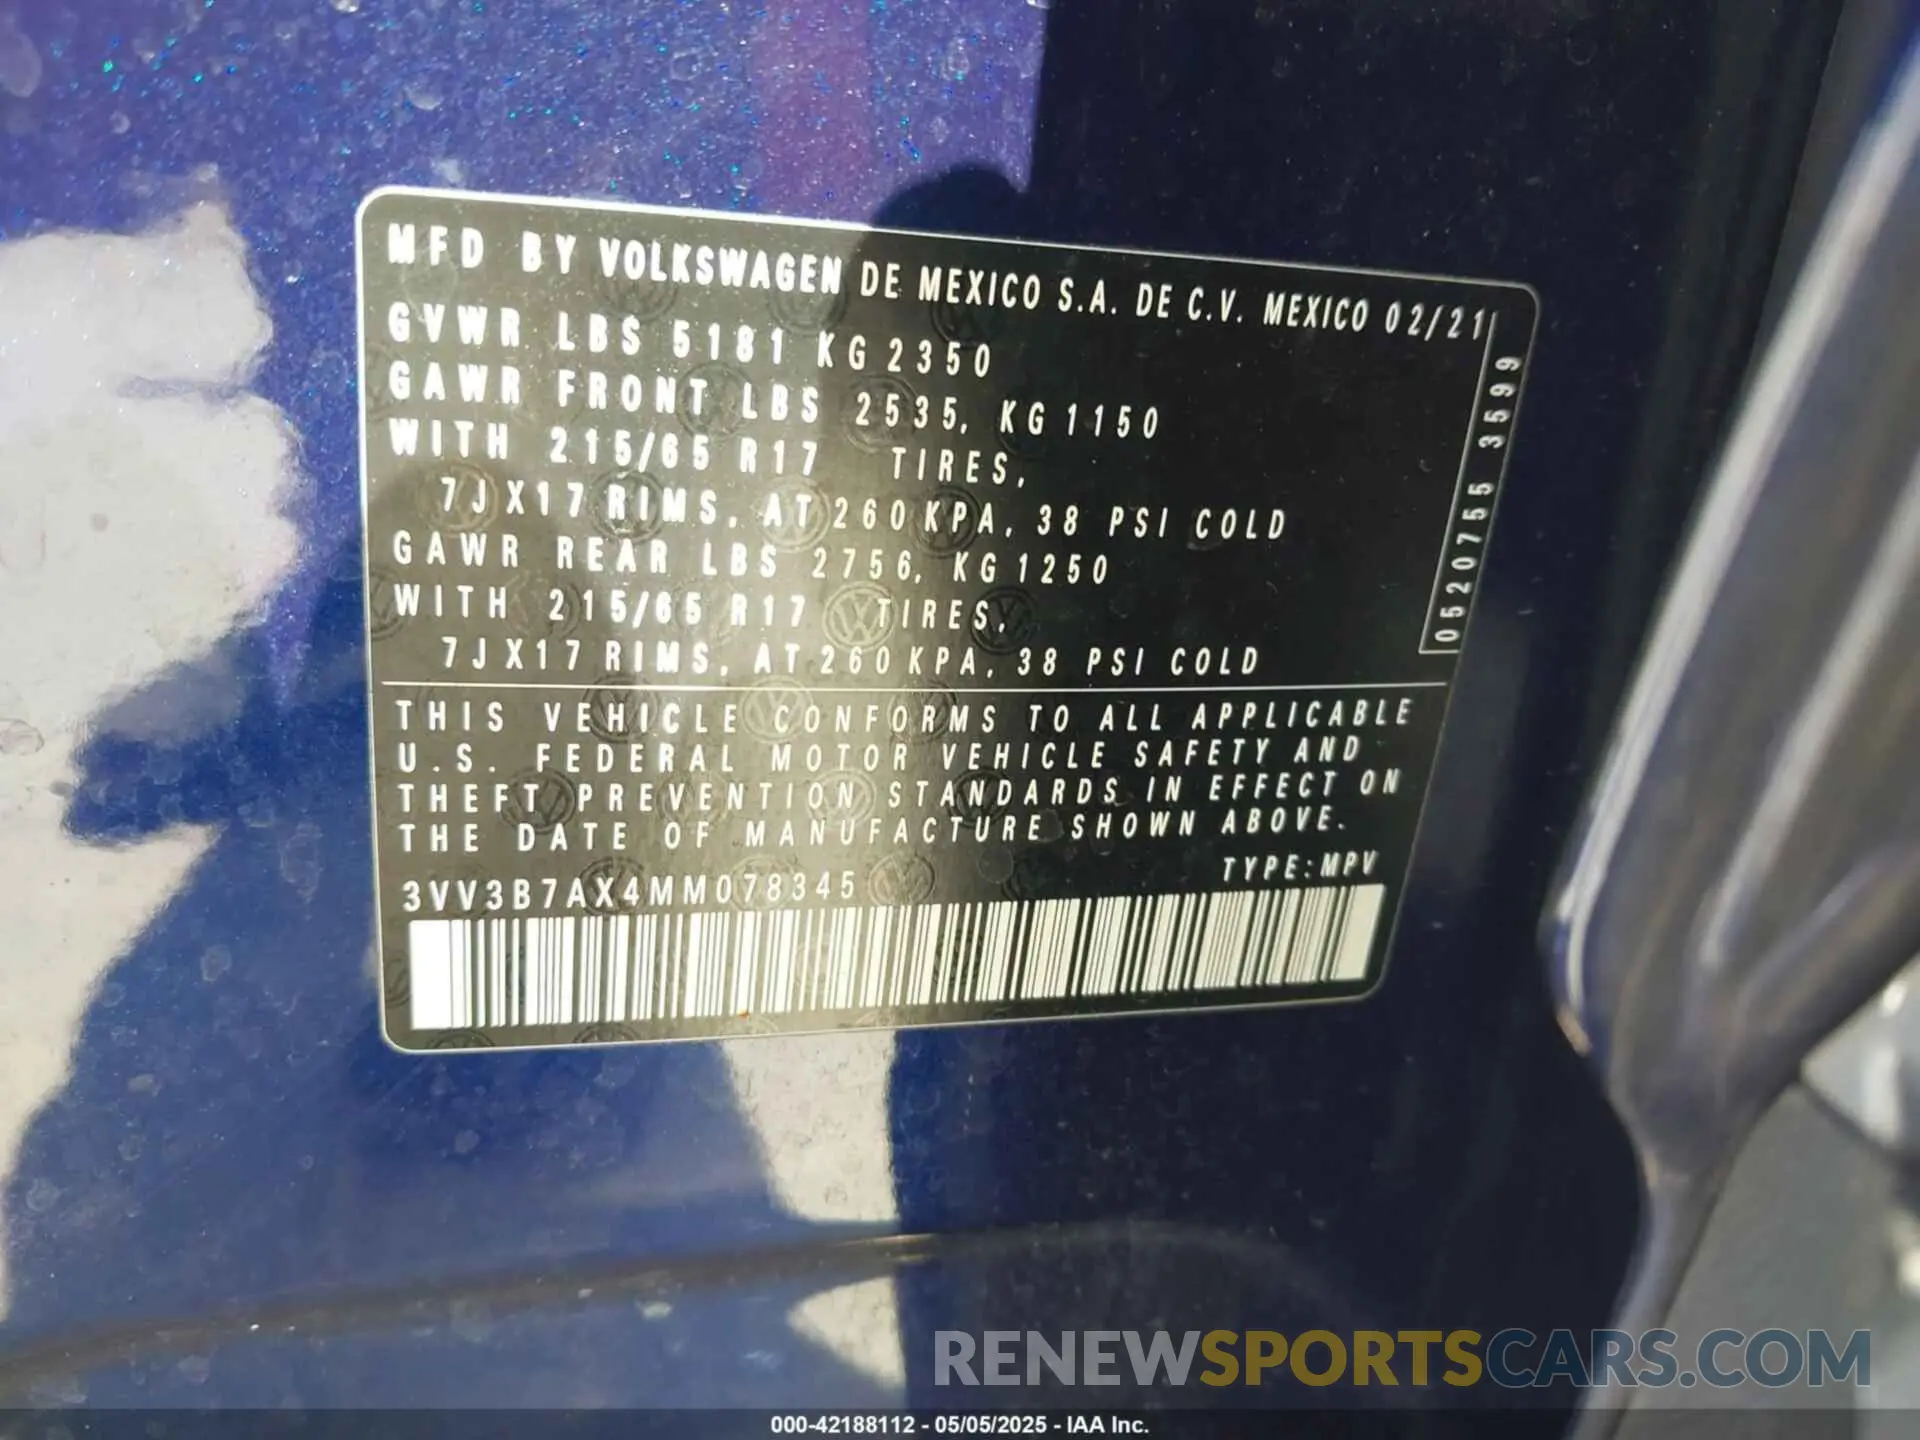 MFD BY VOLKSWAGEN DE MEXICO S.A. DE C.V. MEXICO 02/21
GVWR LBS 5181 KG 2350
GAWR FRONT LBS 2535, KG 1150
WITH 215/65 R17 TIRES,
7J X17 RIMS, AT 260 KPA, 38 PSI COLD
GAWR REAR LBS 2756, KG 1250
WITH 215/65 R17 TIRES,
7J X17 RIMS, AT 260 KPA, 38 PSI COLD
0520755 3599
THIS VEHICLE CONFORMS TO ALL APPLICABLE
U.S. FEDERAL MOTOR VEHICLE SAFETY AND
THEFT PREVENTION STANDARDS IN EFFECT ON
THE DATE OF MANUFACTURE SHOWN ABOVE.
TYPE: MPV
3VV3B7AX4MM078345
RENEWSPORTSCARS.COM
000-42188112 - 05/05/2025 - IAA Inc.